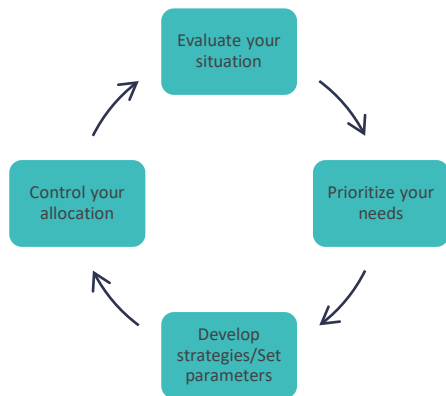 Evaluate your
situation
Prioritize your
needs
Develop
strategies/Set
parameters
Control your
allocation